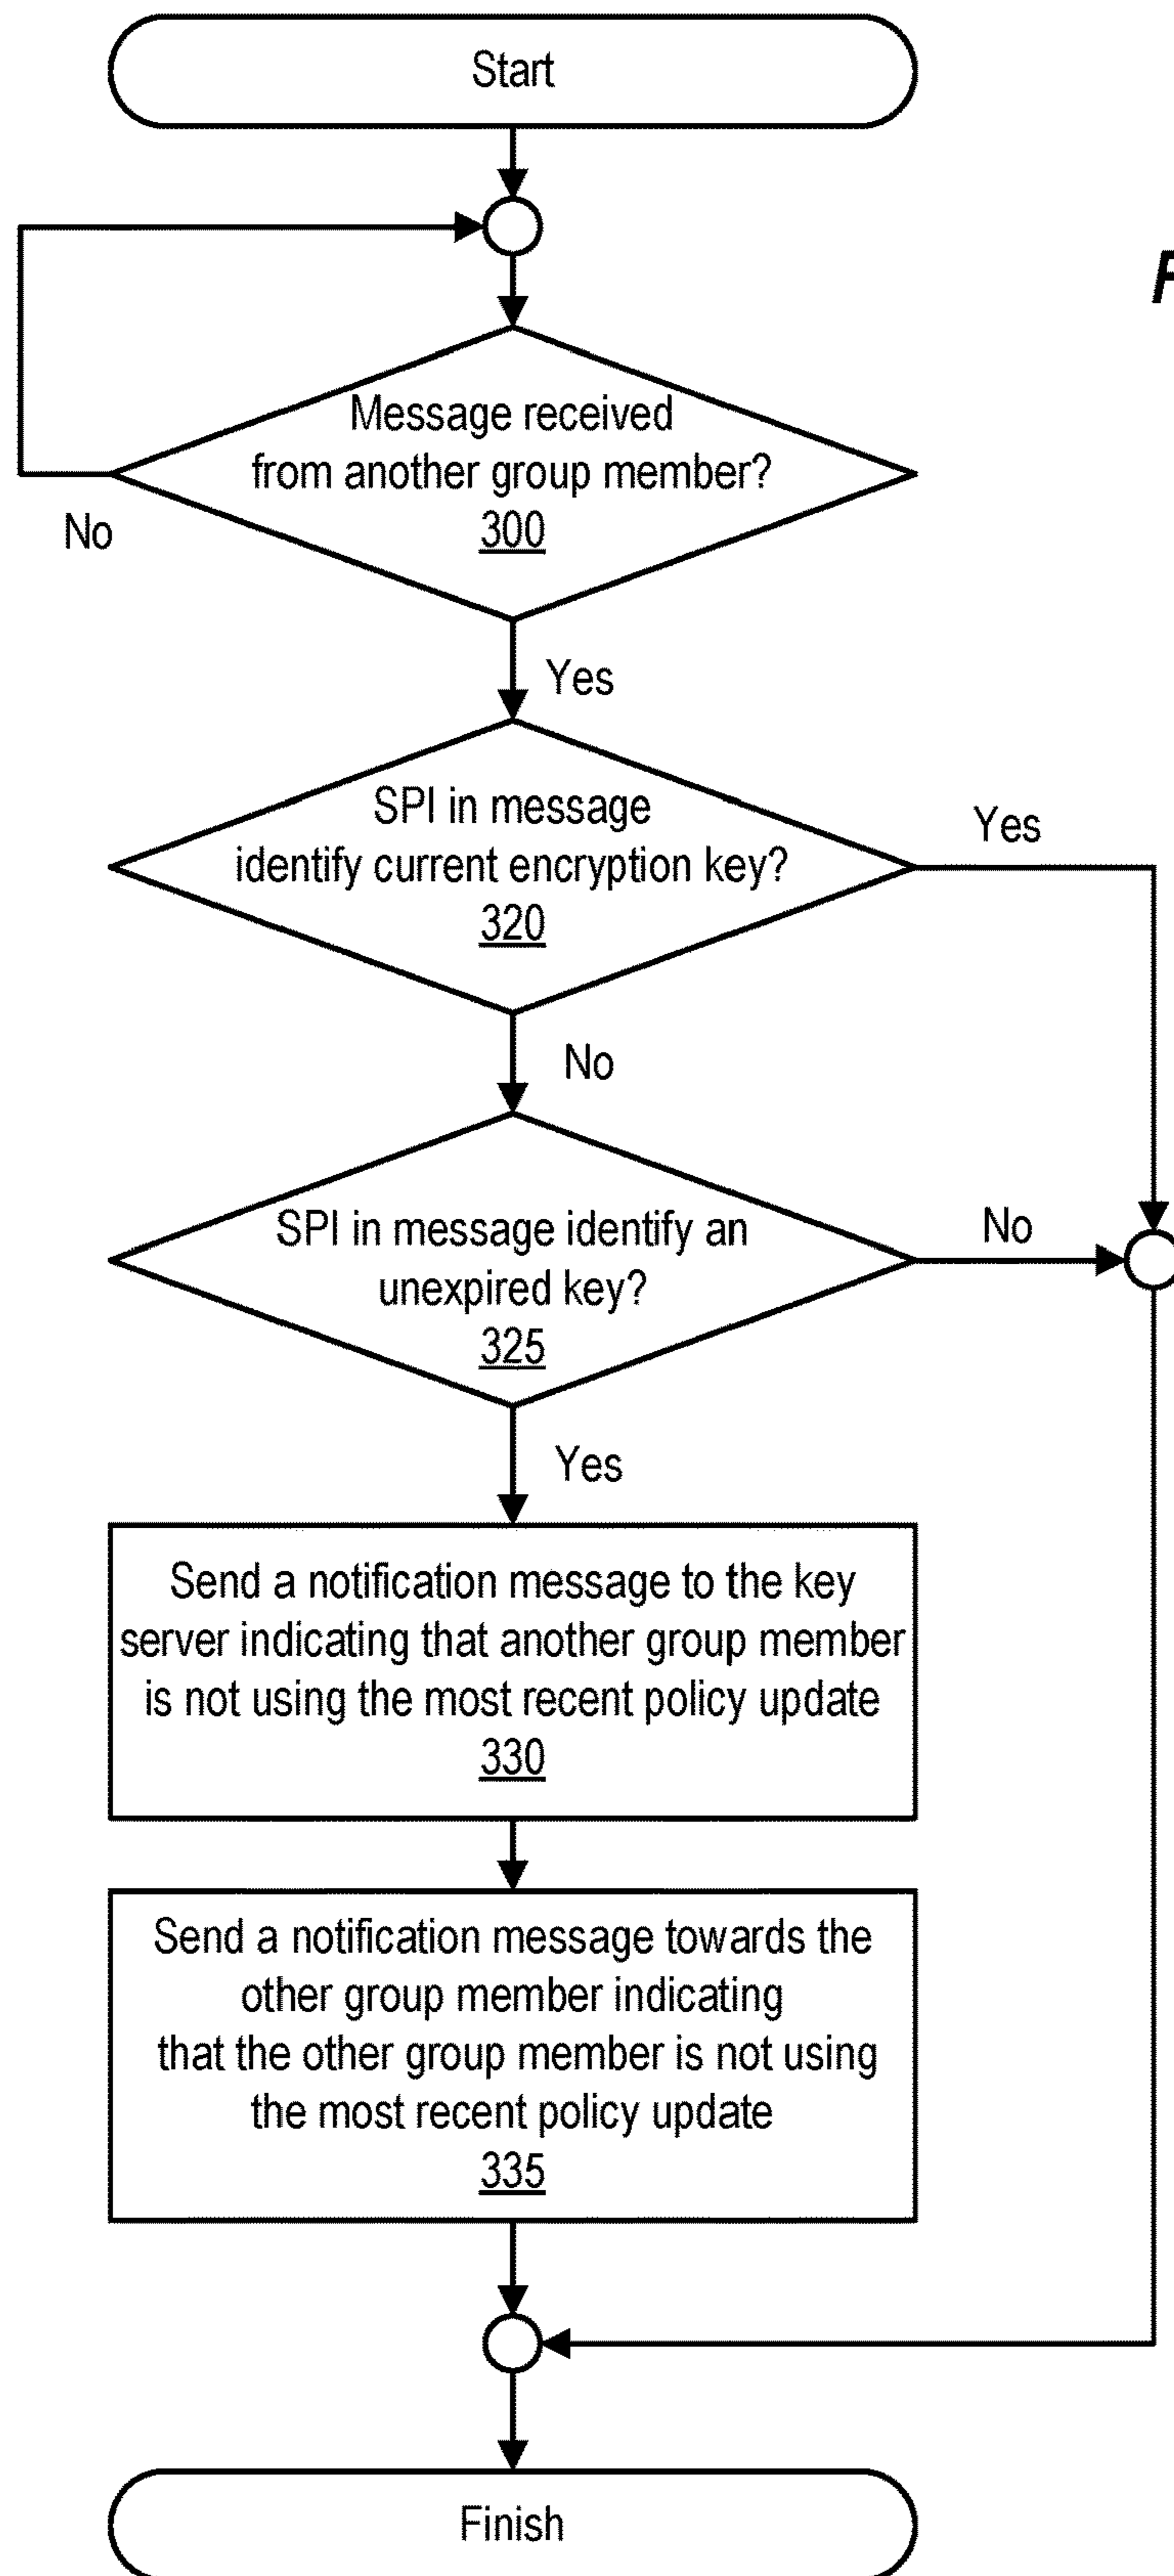 Start
Message received
from another group member?
300
No
Yes
SPI in message
identify current encryption key?
320
Yes
No
SPI in message identify an
unexpired key?
325
No
Yes
Send a notification message to the key
server indicating that another group member
is not using the most recent policy update
330
Send a notification message towards the
other group member indicating
that the other group member is not using
the most recent policy update
335
Finish